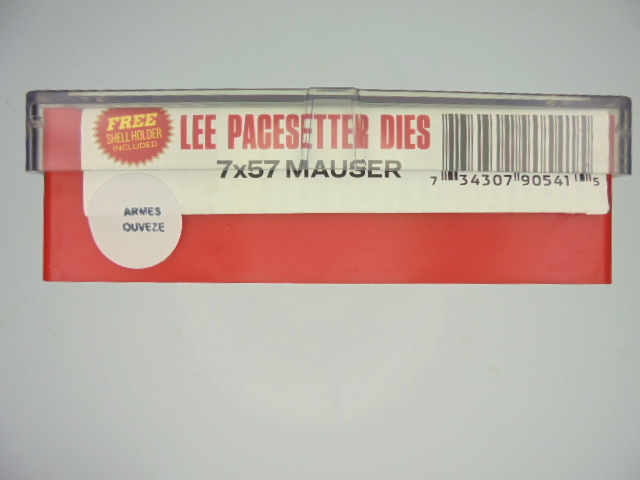 FREE
SHELL HOLDER
INCLUDED
LEE PACESETTER DIES
7x57 MAUSER
7 34307 90541 5
ARMES
OUVEZE